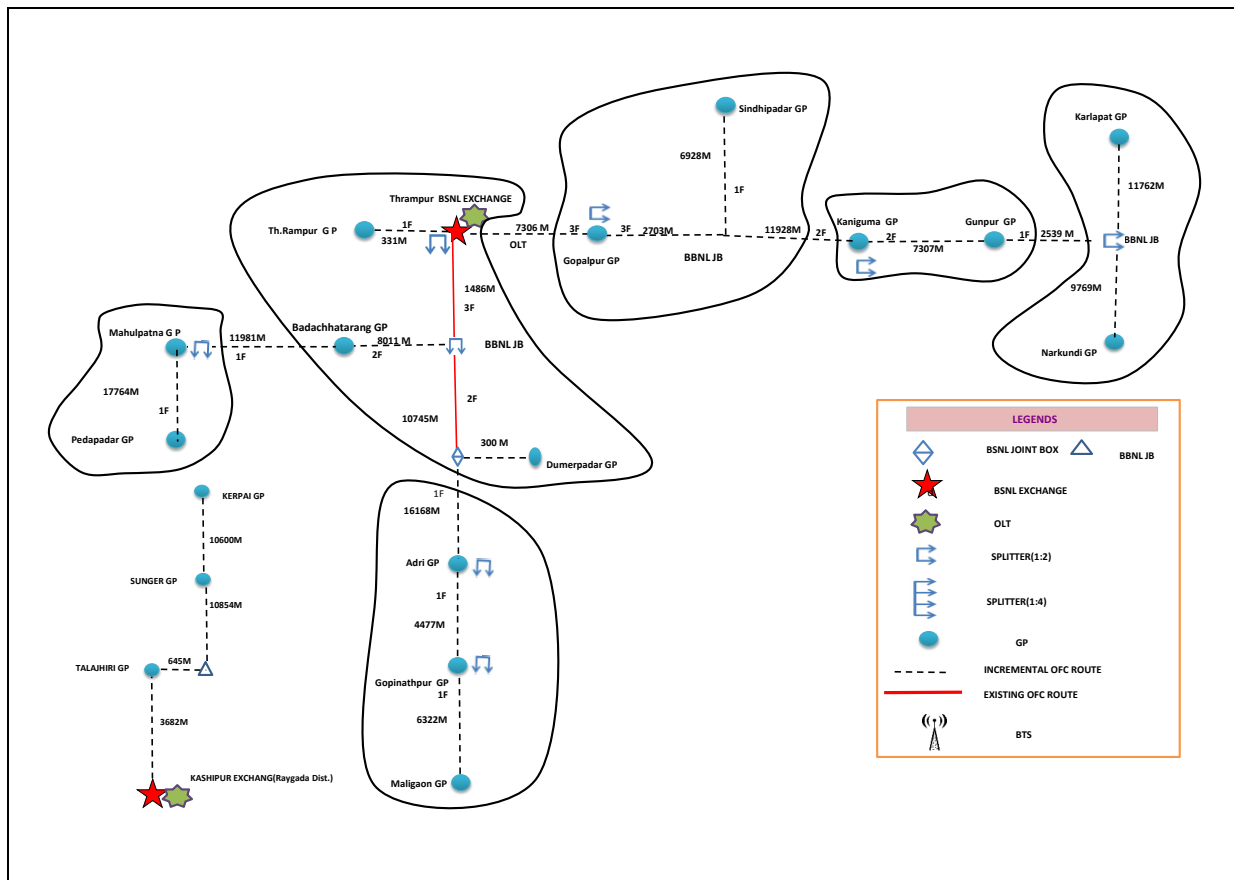 Sindhipadar GP
6928M
1F
Karlapat GP
11762M
Thrampur BSNL EXCHANGE
1F
331M
Th.Rampur G P
7306 M
OLT
3F
3F
2703M
Gopalpur GP
BBNL JB
11928M
2F
Kaniguma GP
2F
7307M
Gunpur GP
1F
2539 M
BBNL JB
9769M
Narkundi GP
1486M
3F
Mahulpatna G P
11981M
1F
Badachhatarang GP
8011 M
2F
BBNL JB
17764M
1F
Pedapadar GP
2F
10745M
300 M
Dumerpadar GP
KERPAI GP
10600M
SUNGER GP
10854M
645M
TALAJHIRI GP
3682M
KASHIPUR EXCHANG(Raygada Dist.)
1F
16168M
Adri GP
1F
4477M
Gopinathpur GP
1F
6322M
Maligaon GP
LEGENDS
BSNL JOINT BOX
BBNL JB
BSNL EXCHANGE
OLT
SPLITTER(1:2)
SPLITTER(1:4)
GP
INCREMENTAL OFC ROUTE
EXISTING OFC ROUTE
BTS